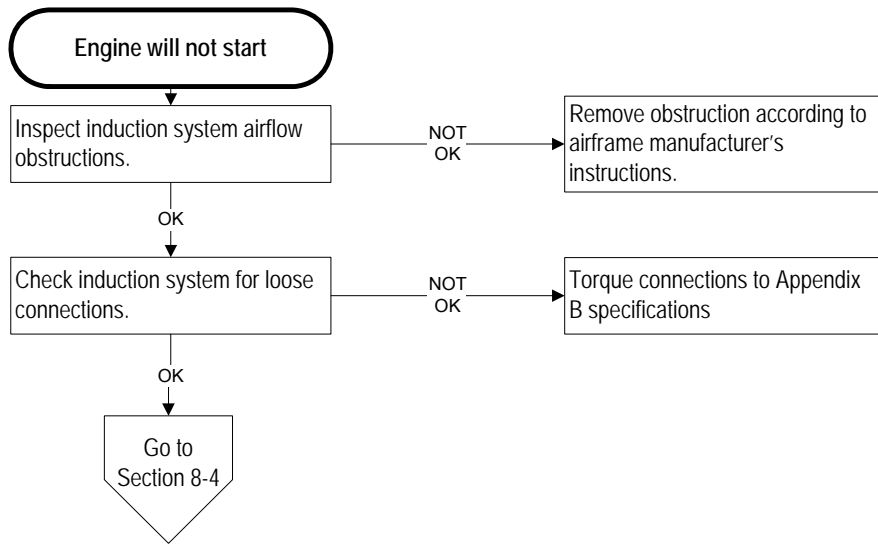 Engine will not start
Inspect induction system airflow
obstructions.
NOT
OK
Remove obstruction according to
airframe manufacturer's
instructions.
OK
Check induction system for loose
connections.
NOT
OK
Torque connections to Appendix
B specifications
OK
Go to
Section 8-4